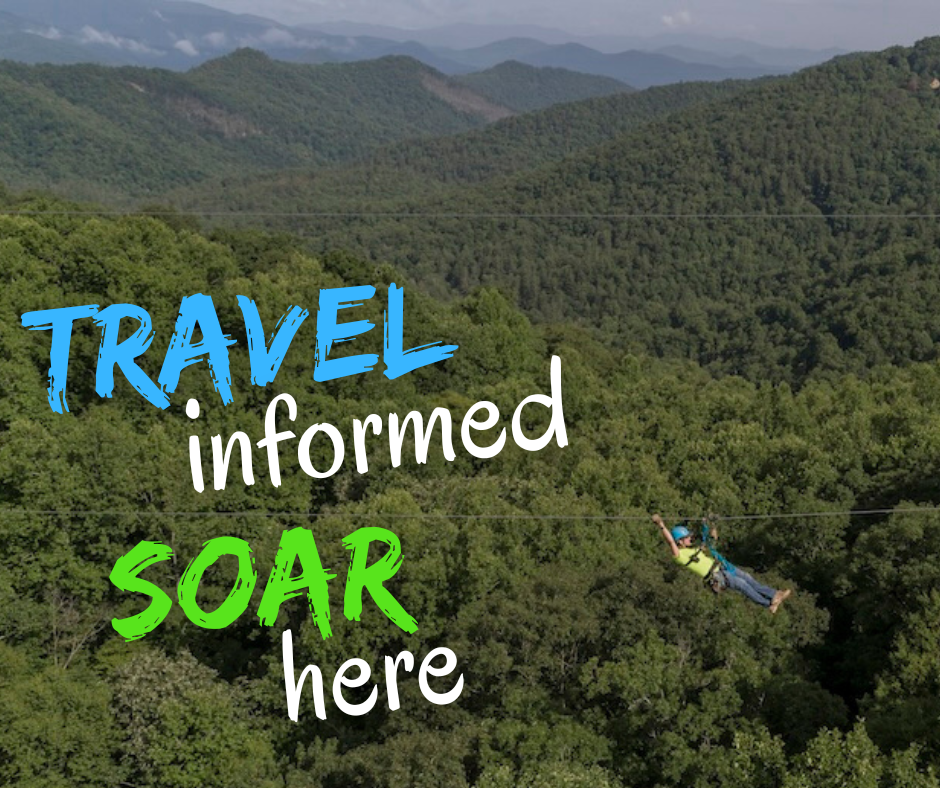 TRAVEL
informed
SOAR
here